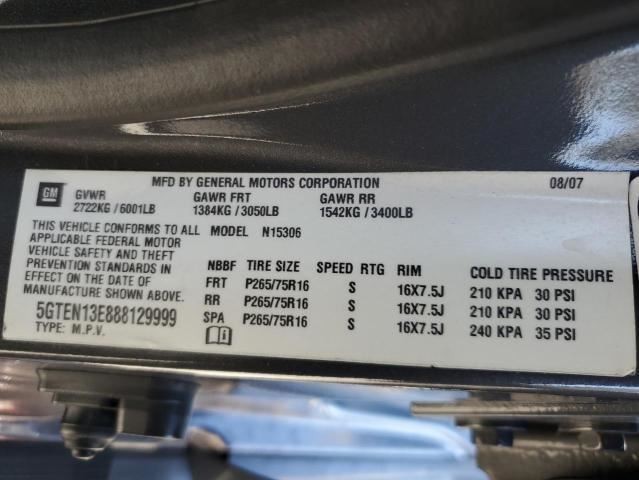 MFD BY GENERAL MOTORS CORPORATION 08/07
GM GVWR GAWR FRT GAWR RR
2722KG / 6001LB 1384KG / 3050LB 1542KG / 3400LB
THIS VEHICLE CONFORMS TO ALL MODEL N15306
APPLICABLE FEDERAL MOTOR
VEHICLE SAFETY AND THEFT
PREVENTION STANDARDS IN
EFFECT ON THE DATE OF
MANUFACTURE SHOWN ABOVE.
5GTEN13E888129999
TYPE: M.P.V.
NBBF TIRE SIZE SPEED RTG RIM COLD TIRE PRESSURE
FRT P265/75R16 S 16X7.5J 210 KPA 30 PSI
RR P265/75R16 S 16X7.5J 210 KPA 30 PSI
SPA P265/75R16 S 16X7.5J 240 KPA 35 PSI